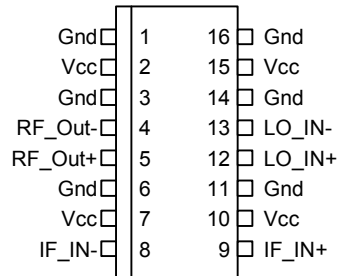 Gnd 1 16 Gnd
Vcc 2 15 Vcc
Gnd 3 14 Gnd
RF_Out- 4 13 LO_IN-
RF_Out+ 5 12 LO_IN+
Gnd 6 11 Gnd
Vcc 7 10 Vcc
IF_IN- 8 9 IF_IN+